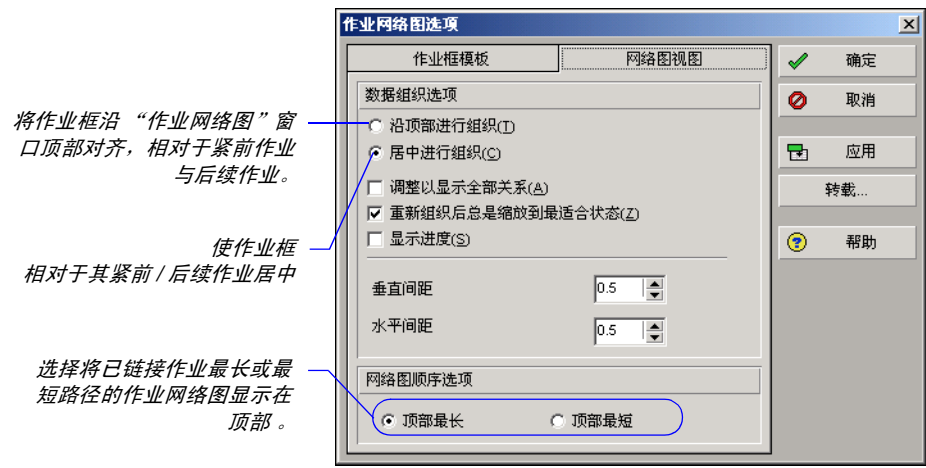 作业网络图选项
作业框模板
网络图视图
数据组织选项
沿顶部进行组织(T)
居中进行组织(C)
调整以显示全部关系(A)
重新组织后总是缩放到最适合状态(Z)
显示进度(S)
垂直间距
0.5
水平间距
0.5
网络图顺序选项
顶部最长
顶部最短
确定
取消
应用
转载...
帮助
将作业框沿 “作业网络图”窗
口顶部对齐，相对于紧前作业
与后续作业。
使作业框
相对于其紧前 / 后续作业居中
选择将已链接作业最长或最
短路径的作业网络图显示在
顶部 。